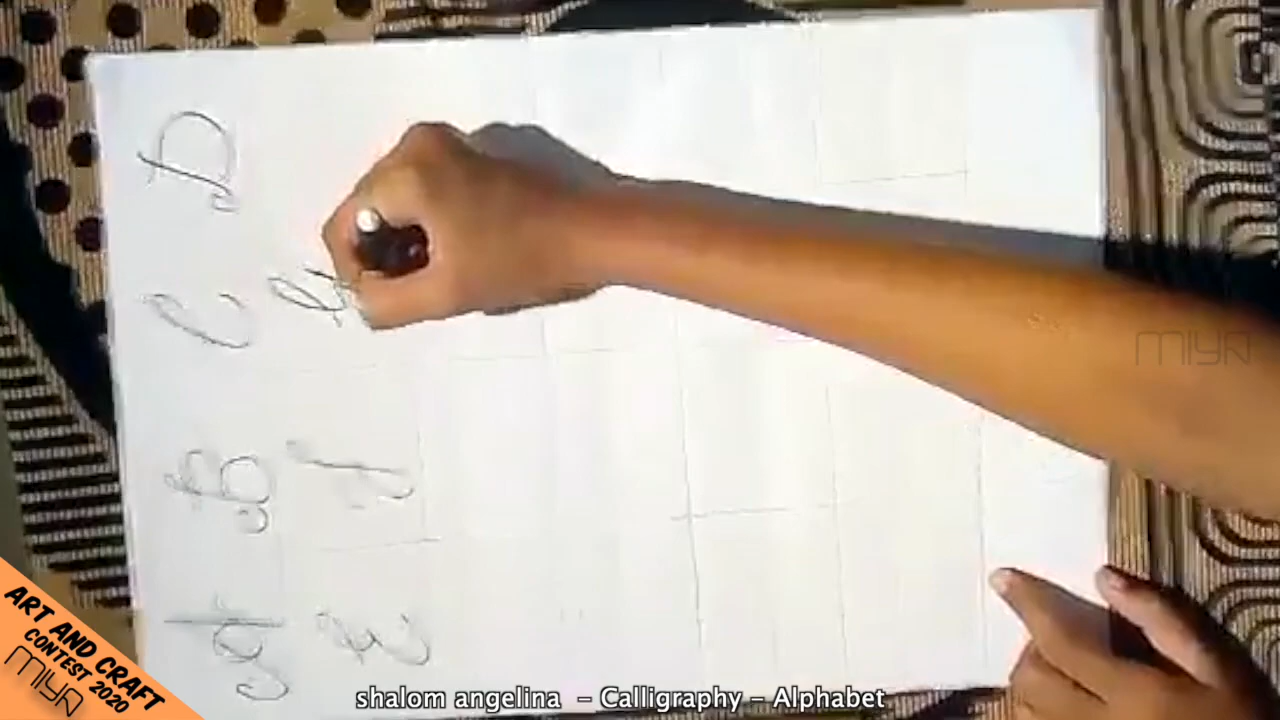 A B C D
E F G
MIYA
ART AND CRAFT
CONTEST 2020
MIYA
shalom angelina – Calligraphy – Alphabet